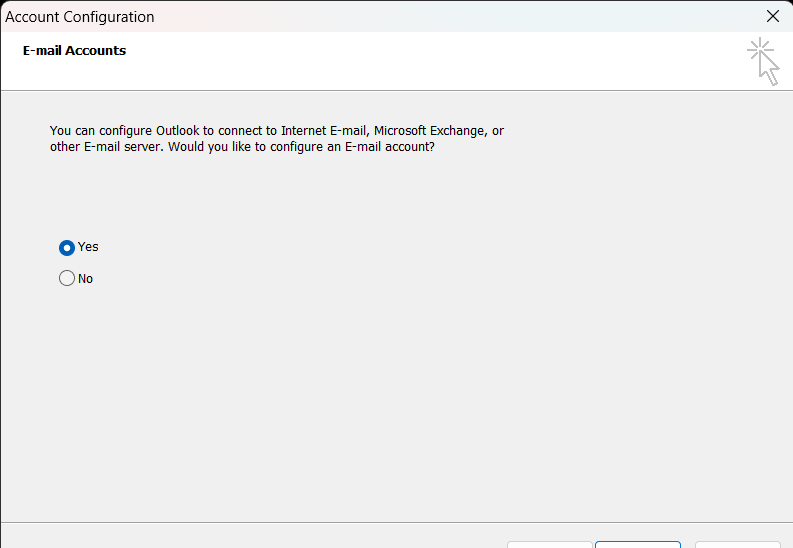 Account Configuration
E-mail Accounts
You can configure Outlook to connect to Internet E-mail, Microsoft Exchange, or
other E-mail server. Would you like to configure an E-mail account?
Yes
No